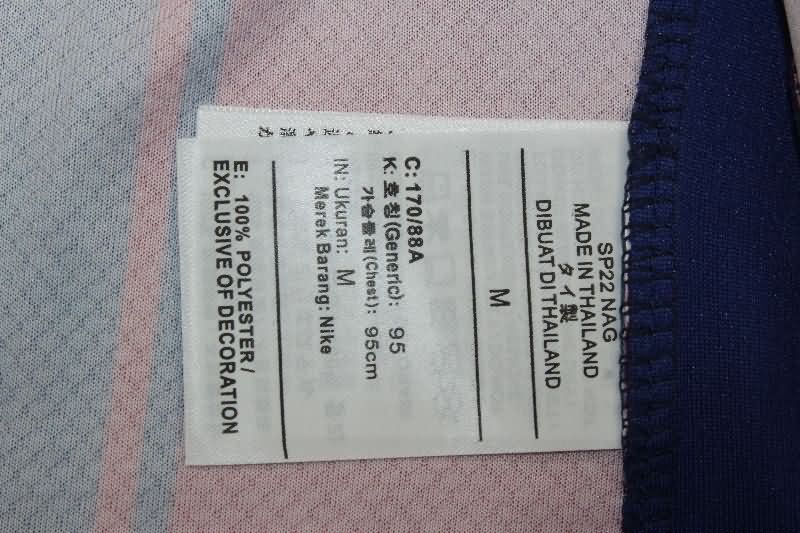 SP22 NAG
MADE IN THAILAND
タイ製
DIBUAT DI THAILAND
M
C: 170/88A
K: 호칭(Generic): 95
가슴둘레(Chest): 95cm
IN: Ukuran: M
Merek Barang: Nike
E: 100% POLYESTER/
EXCLUSIVE OF DECORATION